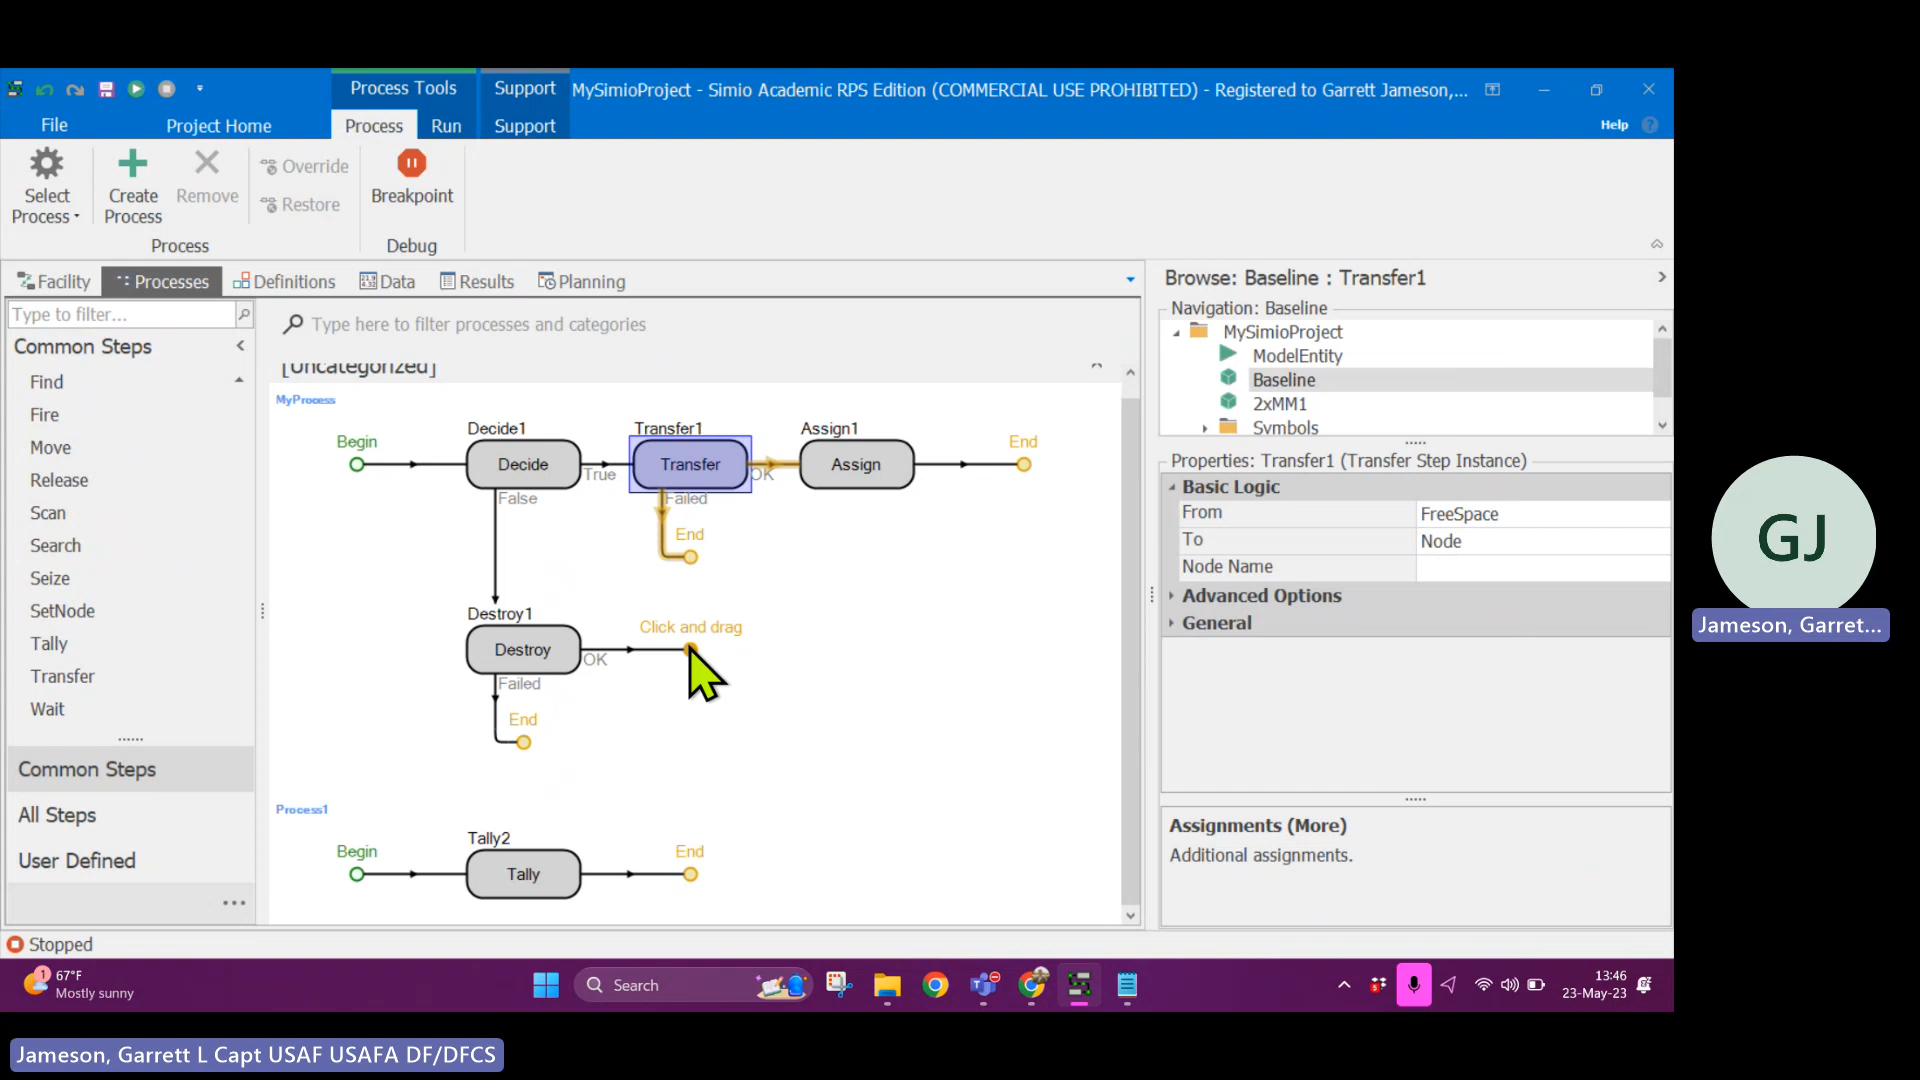 Process Tools
Support
MySimioProject - Simio Academic RPS Edition (COMMERCIAL USE PROHIBITED) - Registered to Garrett Jameson,...
File
Project Home
Process
Run
Support
Help
Select
Process
Create
Process
Remove
Override
Restore
Breakpoint
Process
Debug
Facility
Processes
Definitions
Data
Results
Planning
Browse: Baseline : Transfer1
Type to filter...
Type here to filter processes and categories
Navigation: Baseline
MySimioProject
ModelEntity
Baseline
2xMM1
Symbols
Common Steps
Find
Fire
Move
Release
Scan
Search
Seize
SetNode
Tally
Transfer
Wait
Common Steps
All Steps
User Defined
[Uncategorized]
MyProcess
Begin
Decide1
Decide
True
False
Transfer1
Transfer
OK
Failed
End
Assign1
Assign
End
Destroy1
Destroy
OK
Failed
End
Click and drag
Process1
Begin
Tally2
Tally
End
Properties: Transfer1 (Transfer Step Instance)
Basic Logic
From FreeSpace
To Node
Node Name
Advanced Options
General
Assignments (More)
Additional assignments.
Stopped
1
67°F
Mostly sunny
Search
13:46
23-May-23
GJ
Jameson, Garret...
Jameson, Garrett L Capt USAF USAFA DF/DFCS